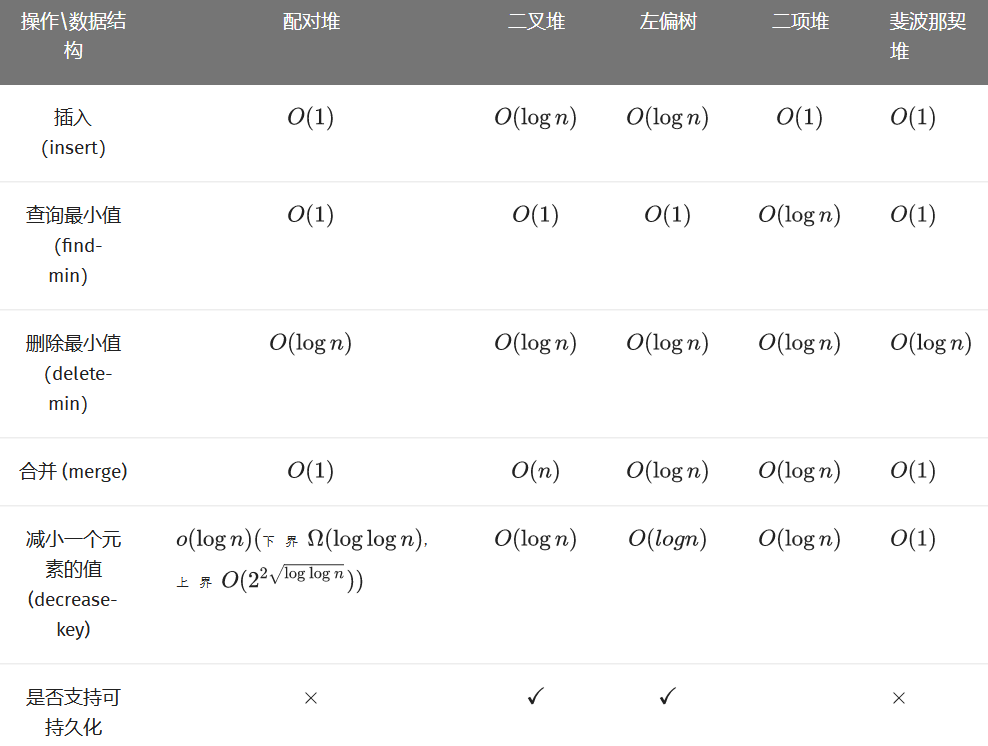 操作\数据结构 配对堆 二叉堆 左偏树 二项堆 斐波那契堆
插入 (insert) O(1) O(log n) O(log n) O(1) O(1)
查询最小值 (find-min) O(1) O(1) O(1) O(log n) O(1)
删除最小值 (delete-min) O(log n) O(log n) O(log n) O(log n) O(log n)
合并 (merge) O(1) O(n) O(log n) O(log n) O(1)
减小一个元素的值 (decrease-key) o(log n)(下界 Ω(log log n), 上界 O(2^{2√(log log n)})) O(log n) O(logn) O(log n) O(1)
是否支持可持久化 × ✓ ✓ ×